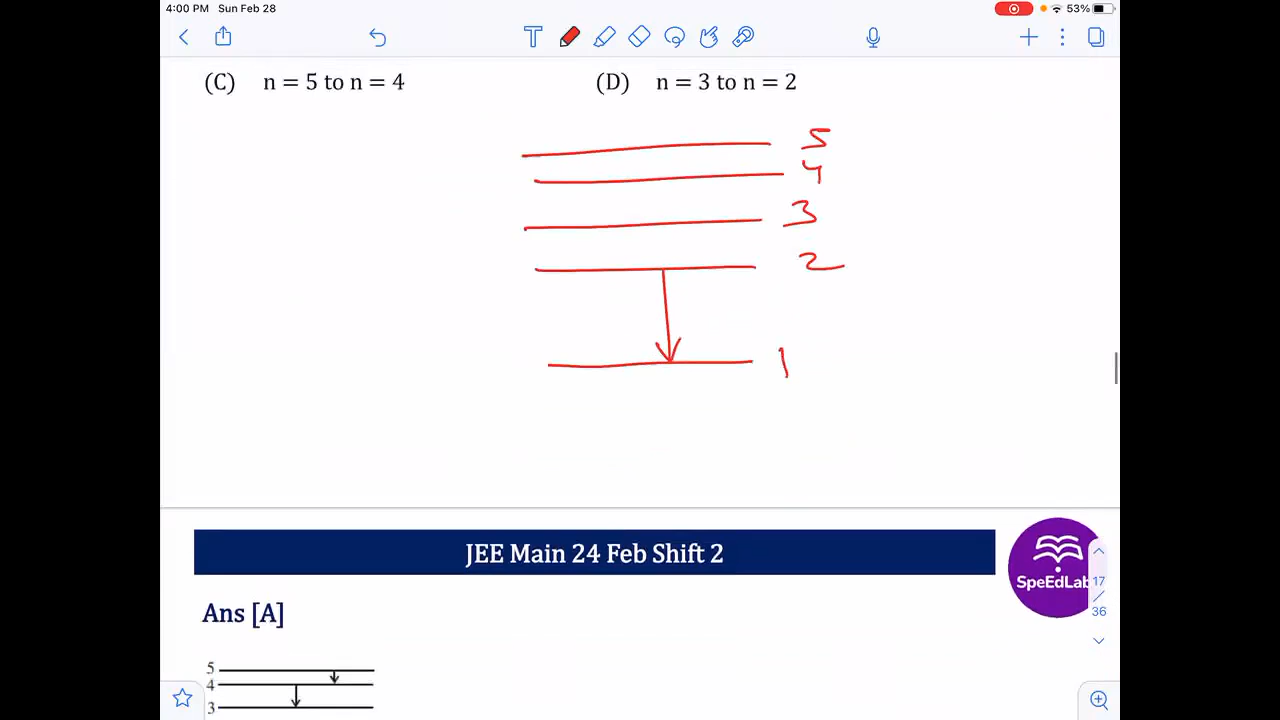 4:00 PM Sun Feb 28
53%
(C) n = 5 to n = 4
(D) n = 3 to n = 2
5
4
3
2
1
JEE Main 24 Feb Shift 2
SpeEdLab
17
/
36
Ans [A]
5
4
3